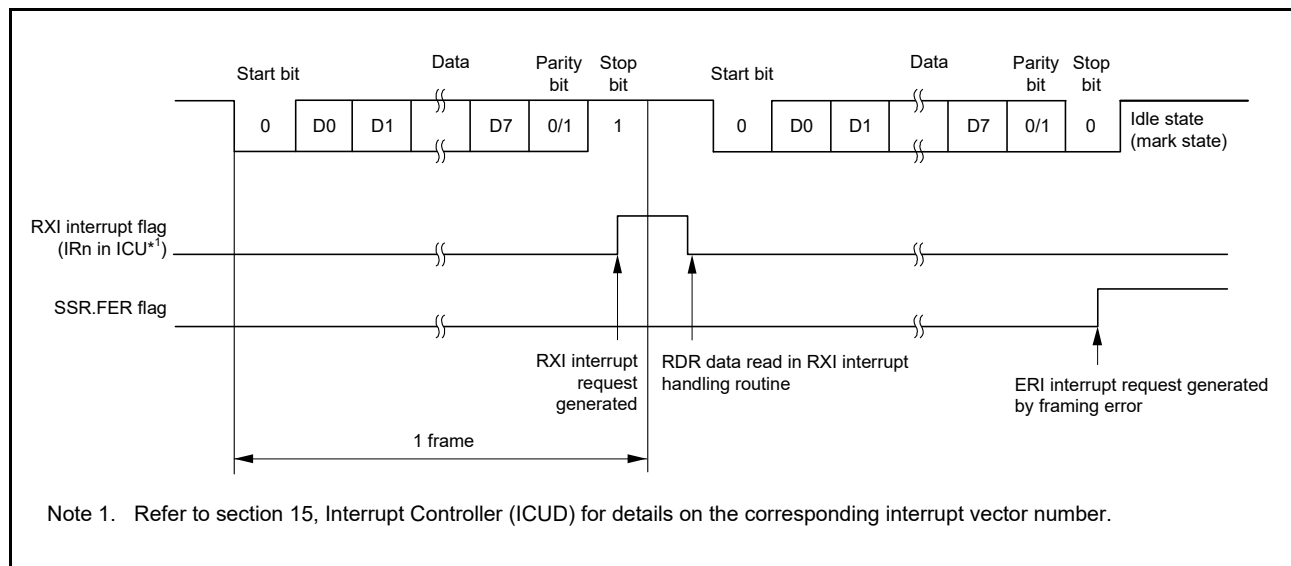 Start bit Data Parity bit Stop bit Start bit Data Parity bit Stop bit
0 D0 D1 D7 0/1 1 0 D0 D1 D7 0/1 0 Idle state (mark state)
RXI interrupt flag
(IRn in ICU*1)
SSR.FER flag
RXI interrupt
request
generated
RDR data read in RXI interrupt
handling routine
ERI interrupt request generated
by framing error
1 frame
Note 1. Refer to section 15, Interrupt Controller (ICUD) for details on the corresponding interrupt vector number.